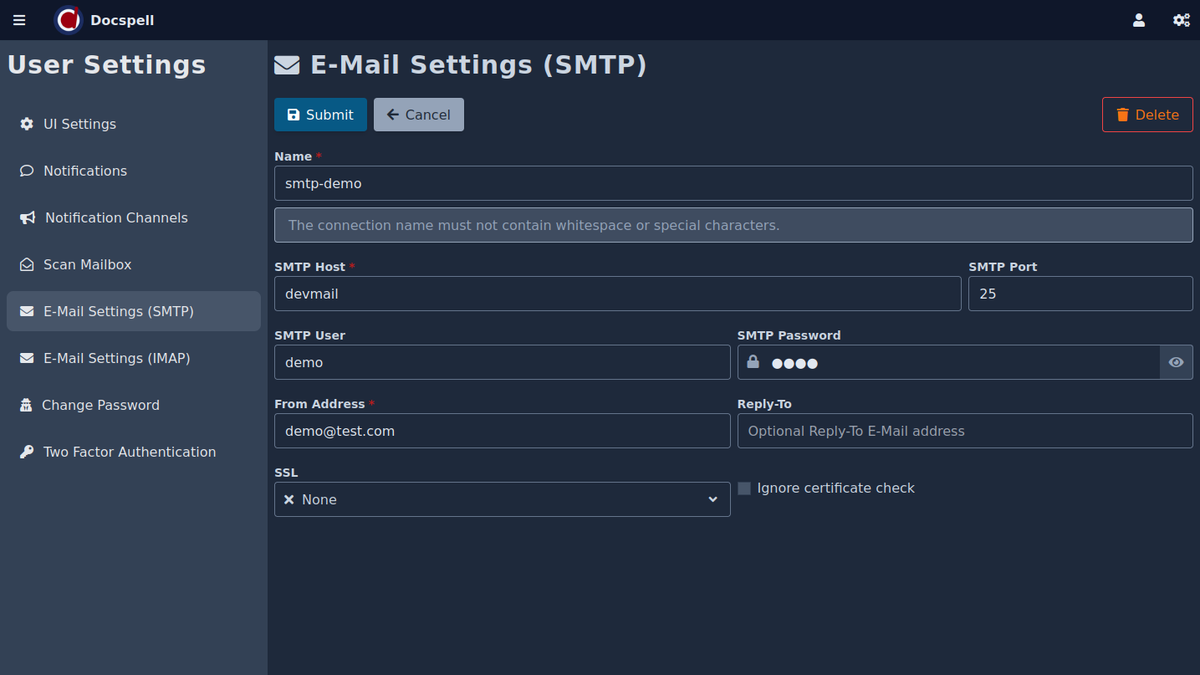 Docspell
User Settings
UI Settings
Notifications
Notification Channels
Scan Mailbox
E-Mail Settings (SMTP)
E-Mail Settings (IMAP)
Change Password
Two Factor Authentication
E-Mail Settings (SMTP)
Submit
Cancel
Delete
Name *
smtp-demo
The connection name must not contain whitespace or special characters.
SMTP Host *
SMTP Port
devmail
25
SMTP User
SMTP Password
demo
●●●●
From Address *
Reply-To
demo@test.com
Optional Reply-To E-Mail address
SSL
None
Ignore certificate check